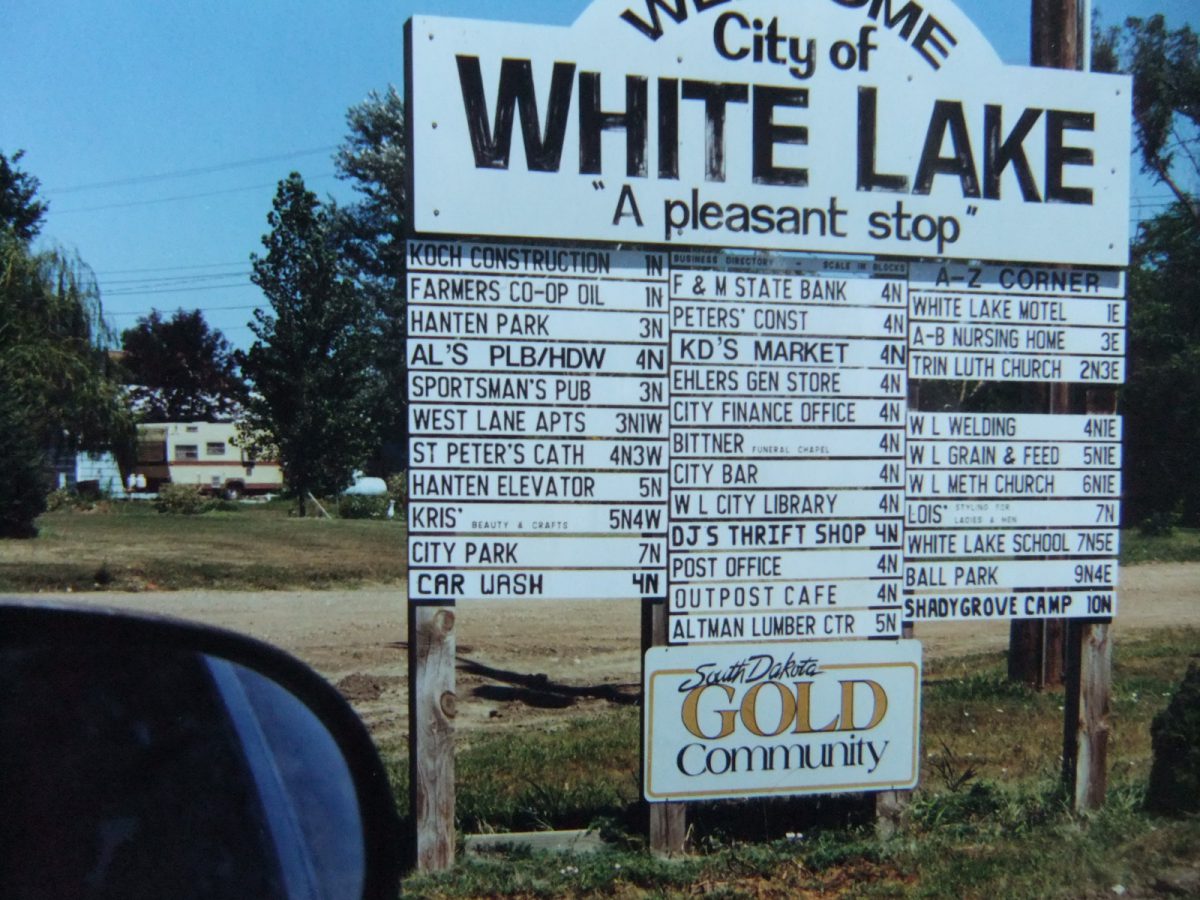 WELCOME
City of
WHITE LAKE
"A pleasant stop"
KOCH CONSTRUCTION 1N
FARMERS CO-OP OIL 1N
HANTEN PARK 3N
AL'S PLB/HDW 4N
SPORTSMAN'S PUB 3N
WEST LANE APTS 3N1W
ST PETER'S CATH 4N3W
HANTEN ELEVATOR 5N
KRIS' BEAUTY & CRAFTS 5N4W
CITY PARK 7N
CAR WASH 4N
BUSINESS DIRECTORY - SCALE IN BLOCKS
F & M STATE BANK 4N
PETERS' CONST 4N
KD'S MARKET 4N
EHLERS GEN STORE 4N
CITY FINANCE OFFICE 4N
BITTNER FUNERAL CHAPEL 4N
CITY BAR 4N
W L CITY LIBRARY 4N
DJS THRIFT SHOP 4N
POST OFFICE 4N
OUTPOST CAFE 4N
ALTMAN LUMBER CTR 5N
A-Z CORNER
WHITE LAKE MOTEL 1E
A-B NURSING HOME 3E
TRIN LUTH CHURCH 2N3E
W L WELDING 4N1E
W L GRAIN & FEED 5N1E
W L METH CHURCH 6N1E
LOIS' STYLING FOR LADIES & MEN 7N
WHITE LAKE SCHOOL 7N5E
BALL PARK 9N4E
SHADYGROVE CAMP 10N
South Dakota
GOLD
Community